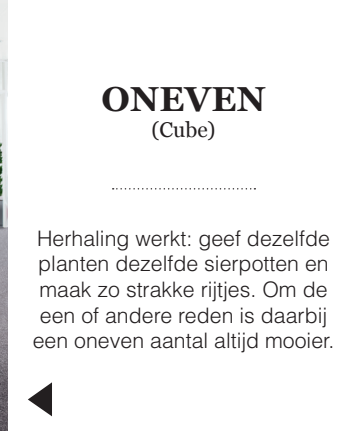 ONEVEN
(Cube)
Herhaling werkt: geef dezelfde
planten dezelfde sierpotten en
maak zo strakke rijtjes. Om de
een of andere reden is daarbij
een oneven aantal altijd mooier.